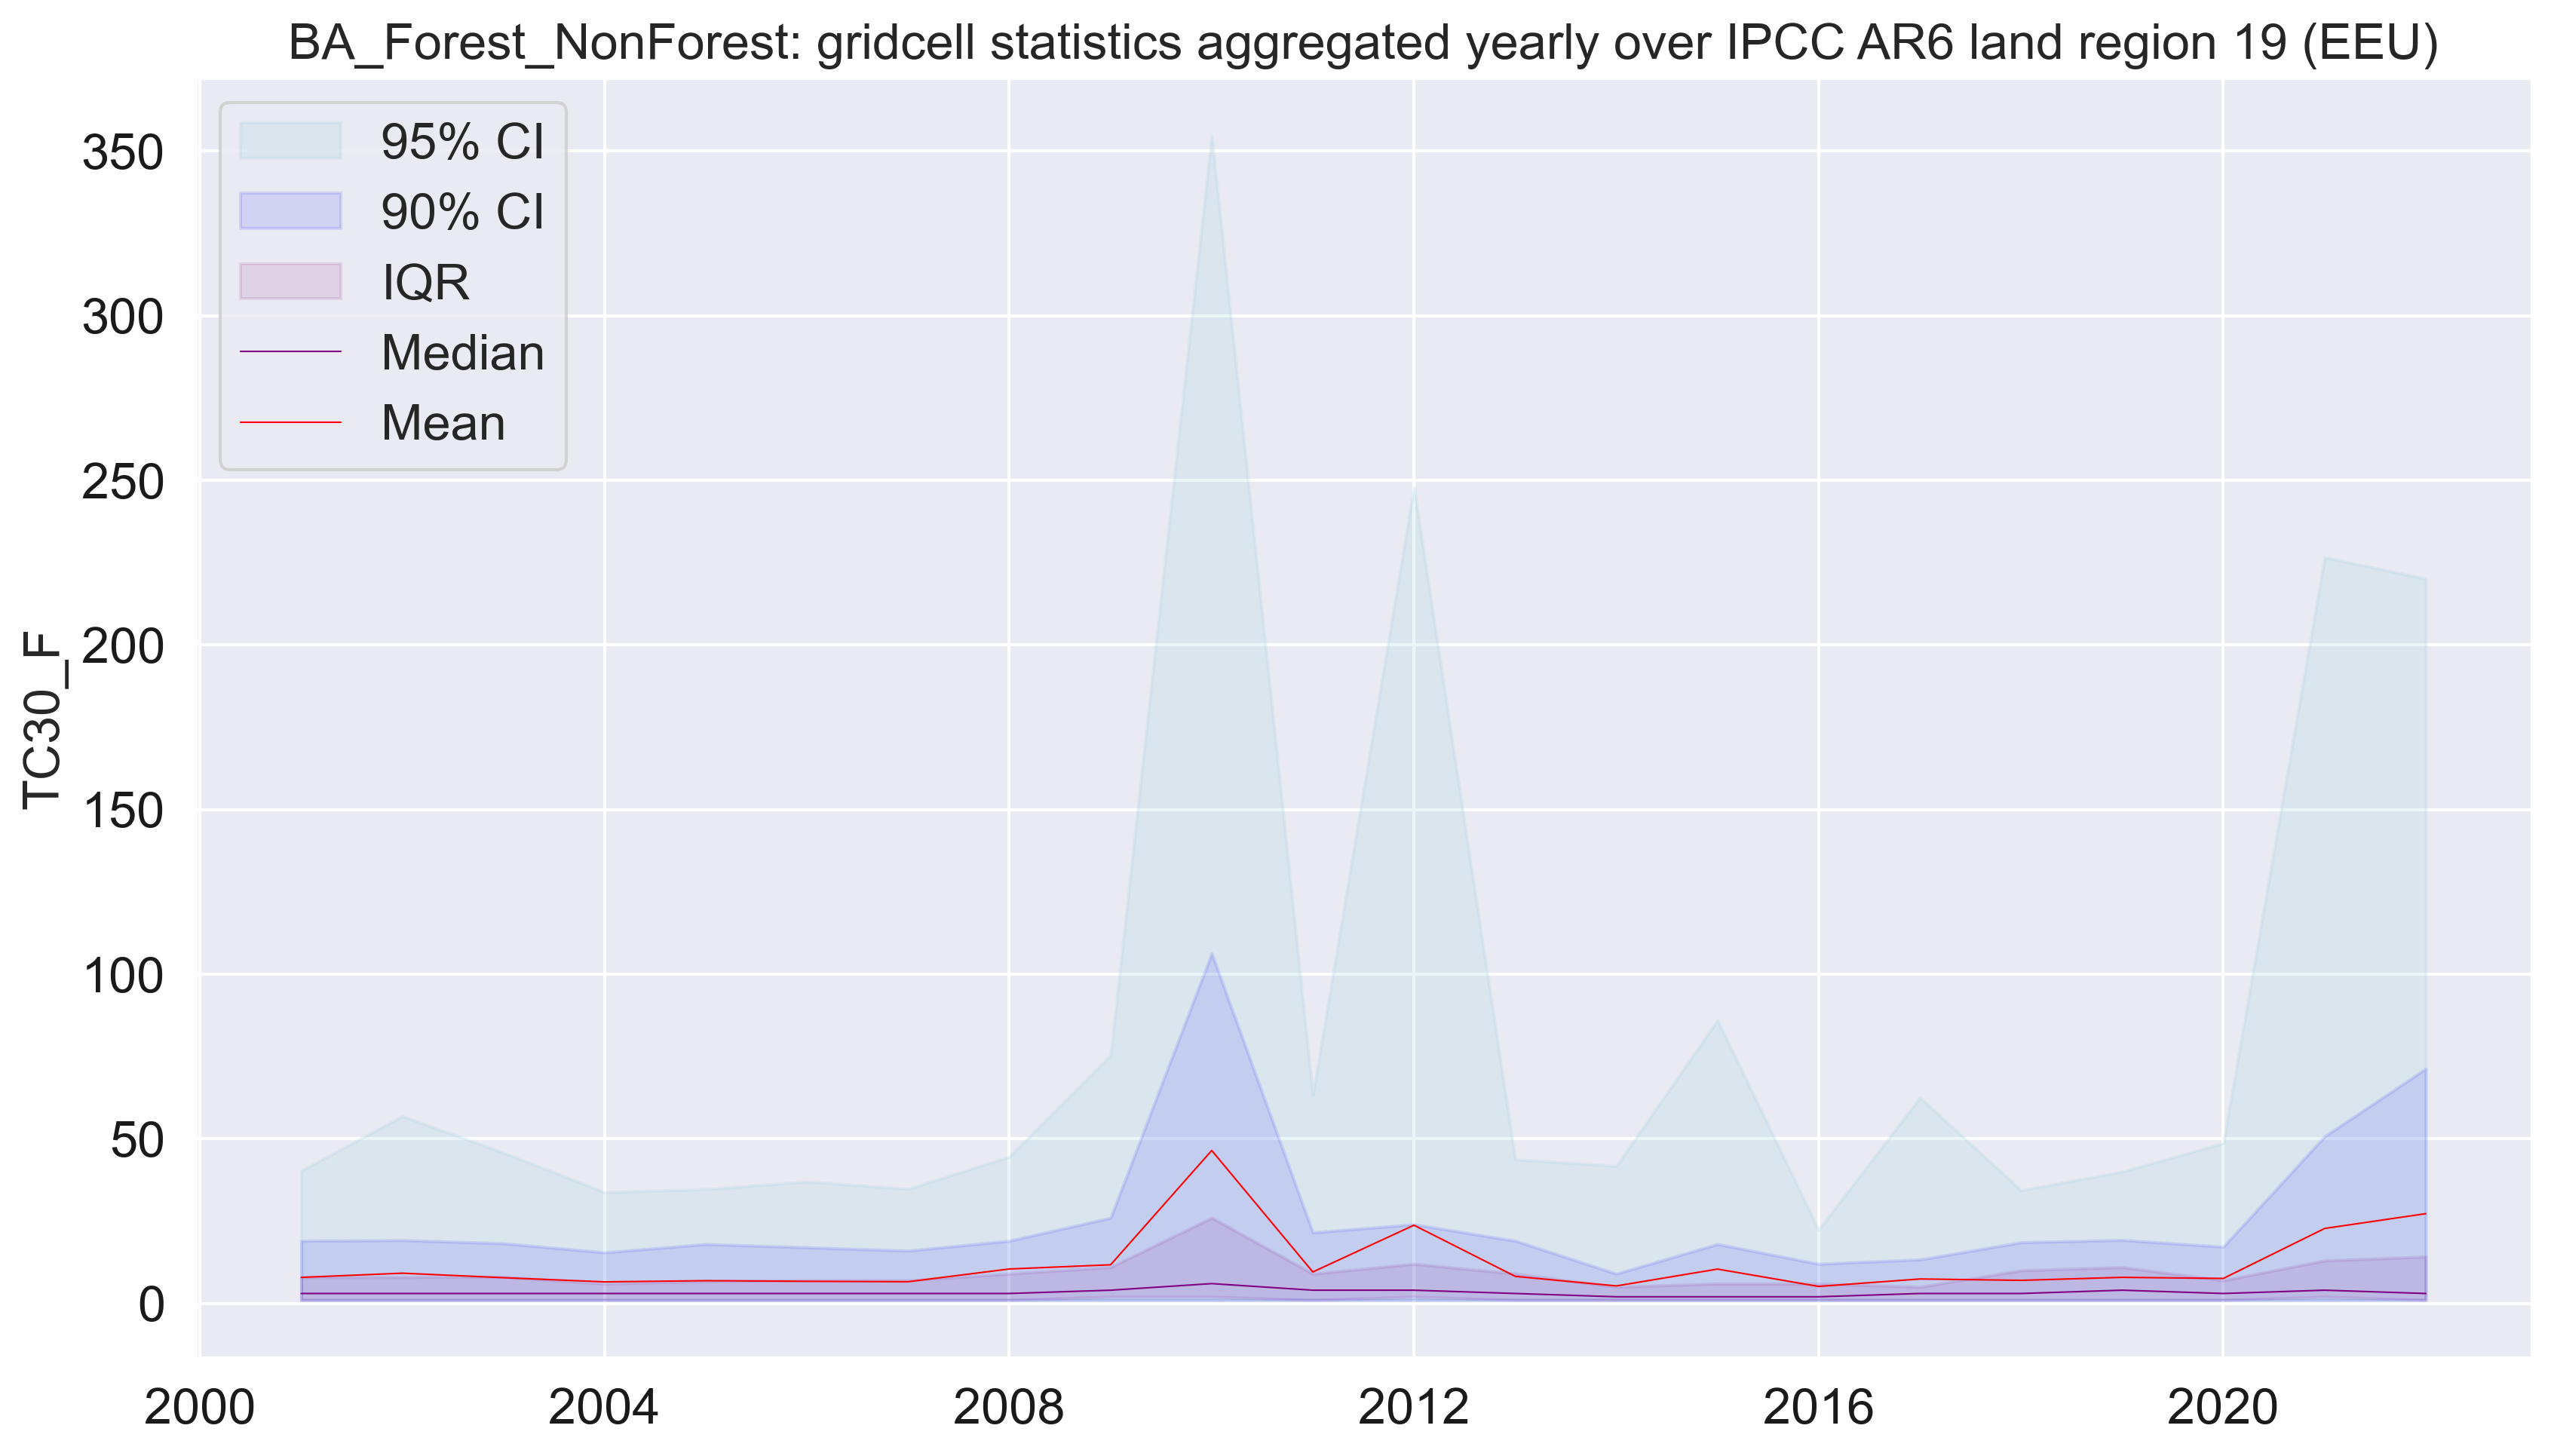 BA_Forest_NonForest: gridcell statistics aggregated yearly over IPCC AR6 land region 19 (EEU)
95% CI
90% CI
IQR
Median
Mean
TC30_F
350
300
250
200
150
100
50
0
2000 2004 2008 2012 2016 2020